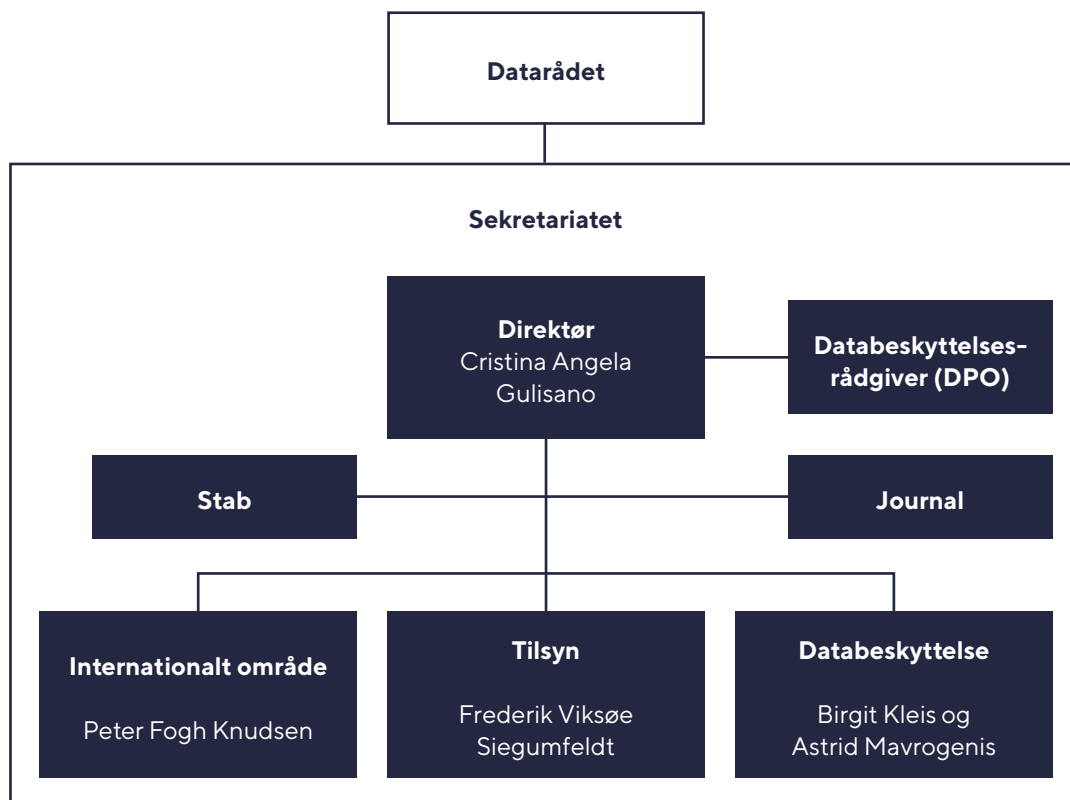 Datarådet
Sekretariatet
Direktør
Cristina Angela
Gulisano
Databeskyttelses-
rådgiver (DPO)
Stab
Journal
Internationalt område
Peter Fogh Knudsen
Tilsyn
Frederik Viksøe
Siegumfeldt
Databeskyttelse
Birgit Kleis og
Astrid Mavrogenis